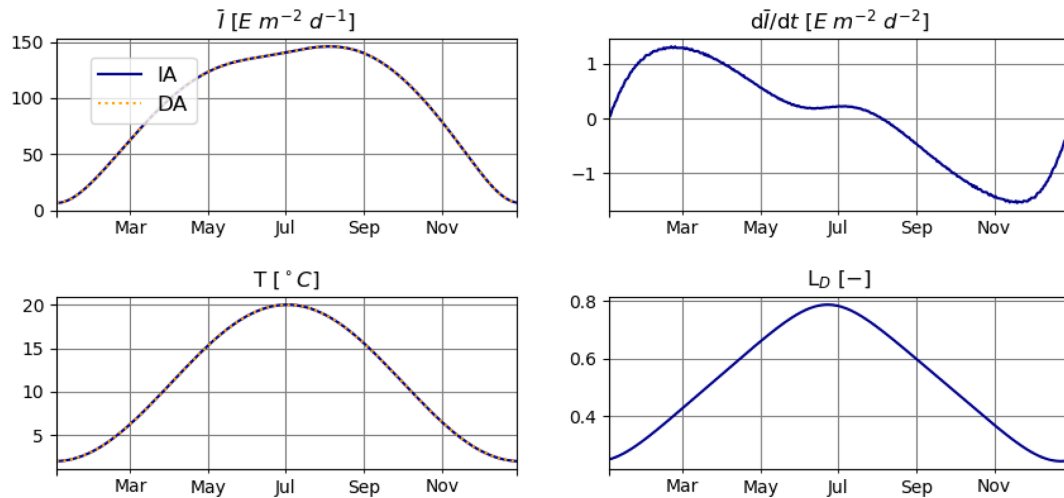 Ī [E m⁻² d⁻¹]
150
100
50
0
IA
DA
Mar May Jul Sep Nov
dĪ/dt [E m⁻² d⁻²]
1
0
−1
Mar May Jul Sep Nov
T [°C]
20
15
10
5
Mar May Jul Sep Nov
L_D [−]
0.8
0.6
0.4
Mar May Jul Sep Nov